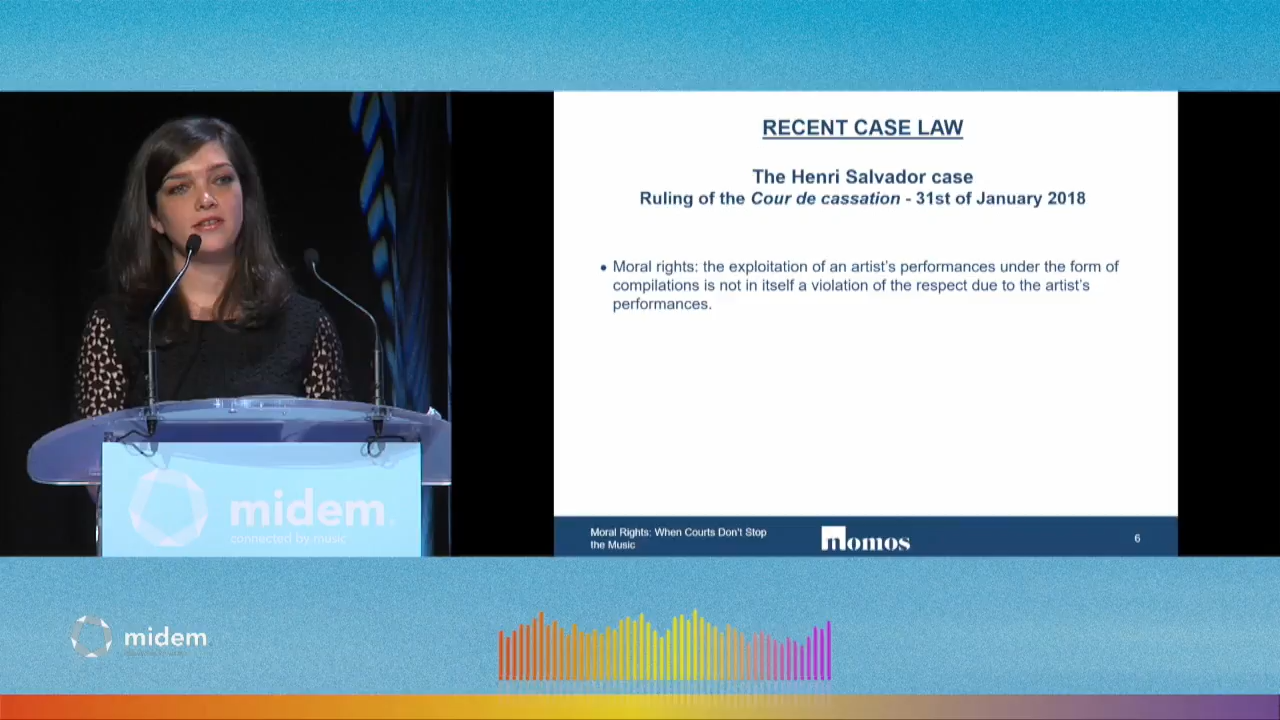 RECENT CASE LAW
The Henri Salvador case
Ruling of the Cour de cassation - 31st of January 2018
• Moral rights: the exploitation of an artist's performances under the form of
compilations is not in itself a violation of the respect due to the artist's
performances.
Moral Rights: When Courts Don't Stop
the Music
nomos
6
midem
connected by music
midem